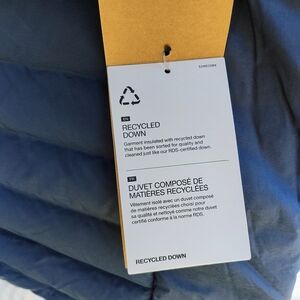 EN
RECYCLED
DOWN
Garment insulated with recycled down
that has been sorted for quality and
cleaned just like our RDS-certified down.
FR
DUVET COMPOSÉ DE
MATIÈRES RECYCLÉES
Vêtement isolé avec un duvet composé
de matières recyclées choisi pour
sa qualité et nettoyé comme notre duvet
certifié conforme à la norme RDS.
RECYCLED DOWN